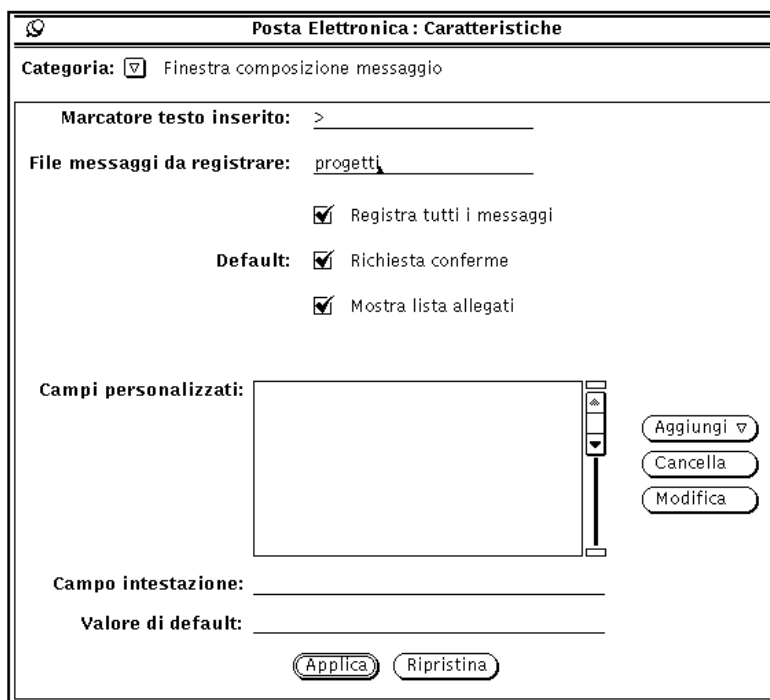 Posta Elettronica : Caratteristiche
Categoria: Finestra composizione messaggio
Marcatore testo inserito: >
File messaggi da registrare: progetti
Registra tutti i messaggi
Default: Richiesta conferme
Mostra lista allegati
Campi personalizzati:
Aggiungi
Cancella
Modifica
Campo intestazione:
Valore di default:
Applica Ripristina